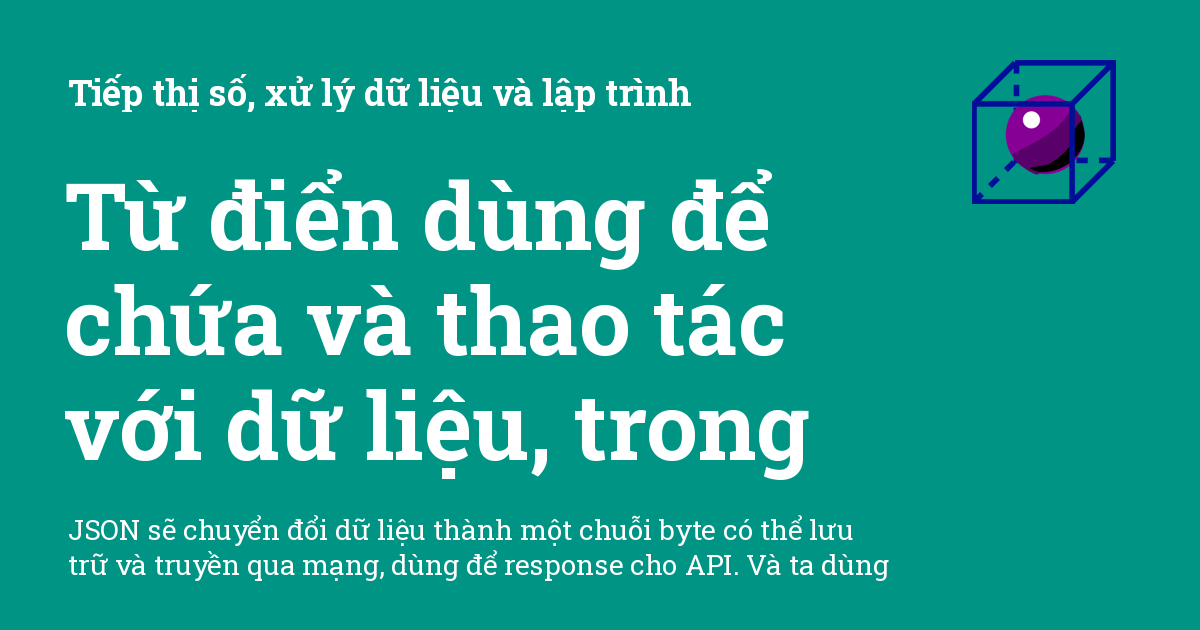 Tiếp thị số, xử lý dữ liệu và lập trình
Từ điển dùng để
chứa và thao tác
với dữ liệu, trong
JSON sẽ chuyển đổi dữ liệu thành một chuỗi byte có thể lưu
trữ và truyền qua mạng, dùng để response cho API. Và ta dùng